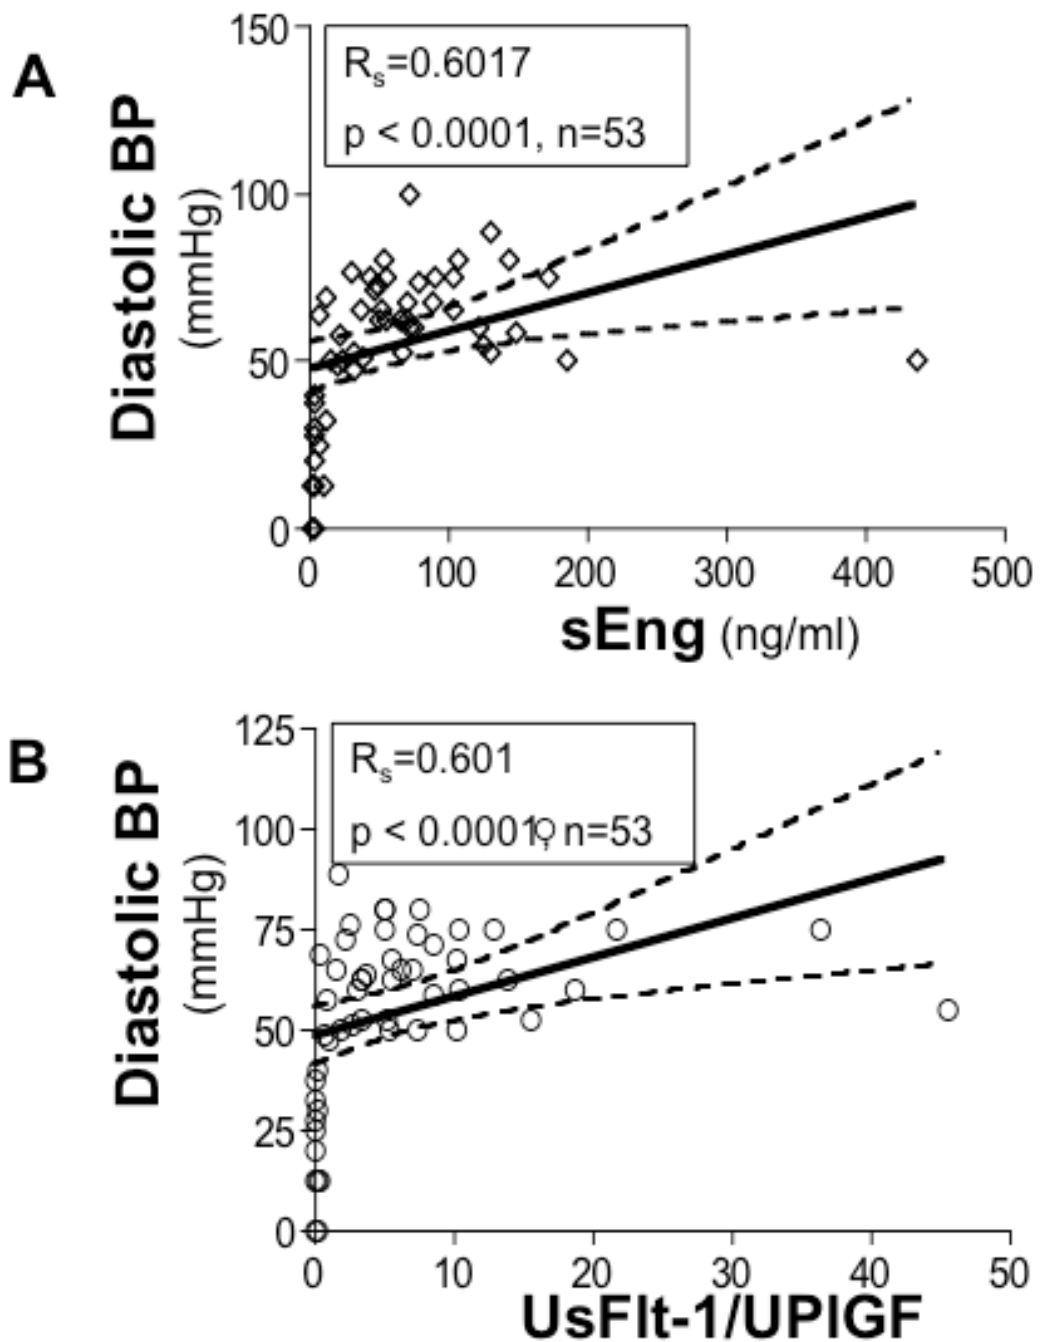 A
Diastolic BP
(mmHg)
150
100
50
0
Rs=0.6017
p < 0.0001, n=53
0 100 200 300 400 500
sEng (ng/ml)
B
Diastolic BP
(mmHg)
125
100
75
50
25
0
Rs=0.601
p < 0.0001, n=53
0 10 20 30 40 50
UsFlt-1/UPlGF